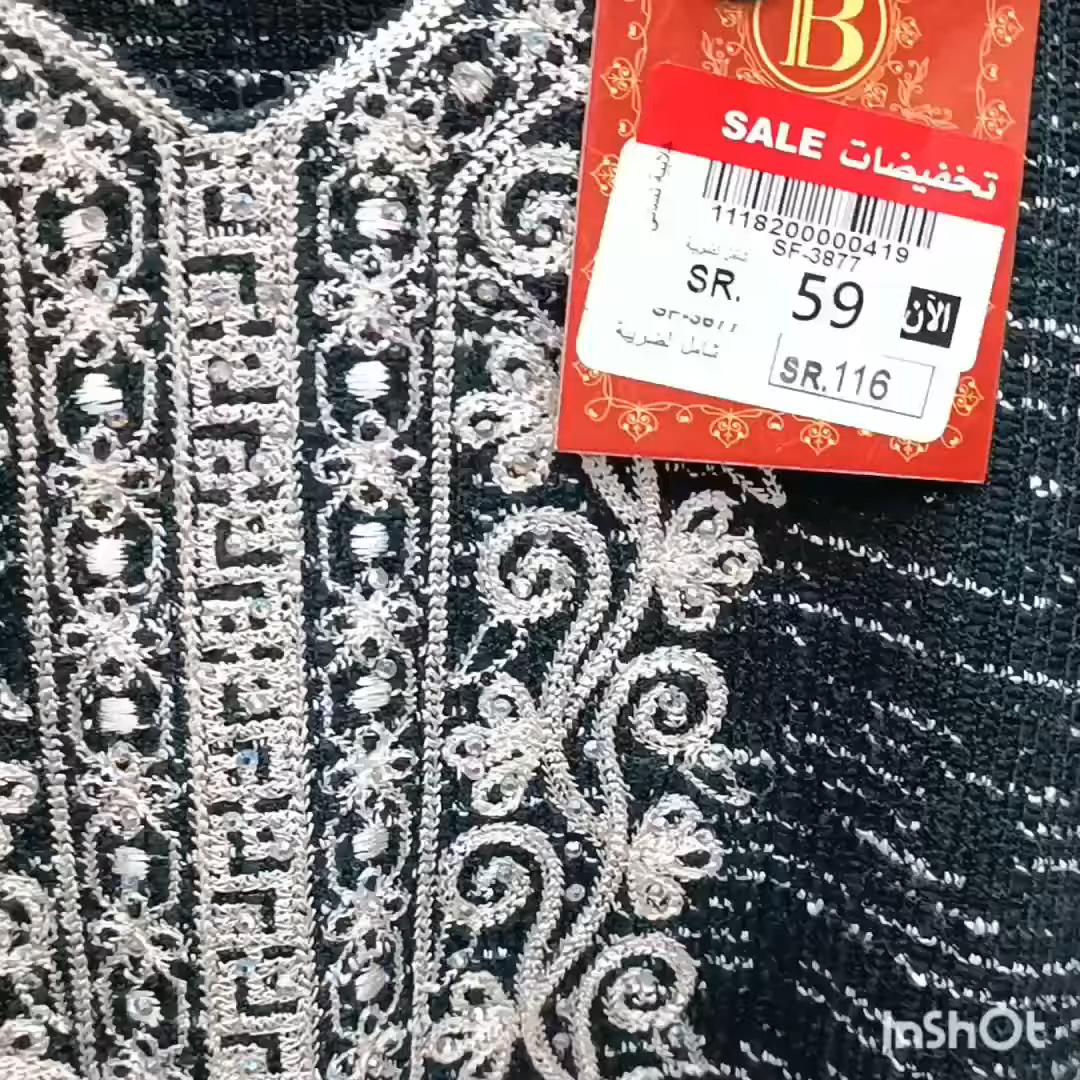 B
SALE تخفيضات
1118200000419
SF-3877
SR. 59 الآن
شامل الضريبة
SR.116
InShOt